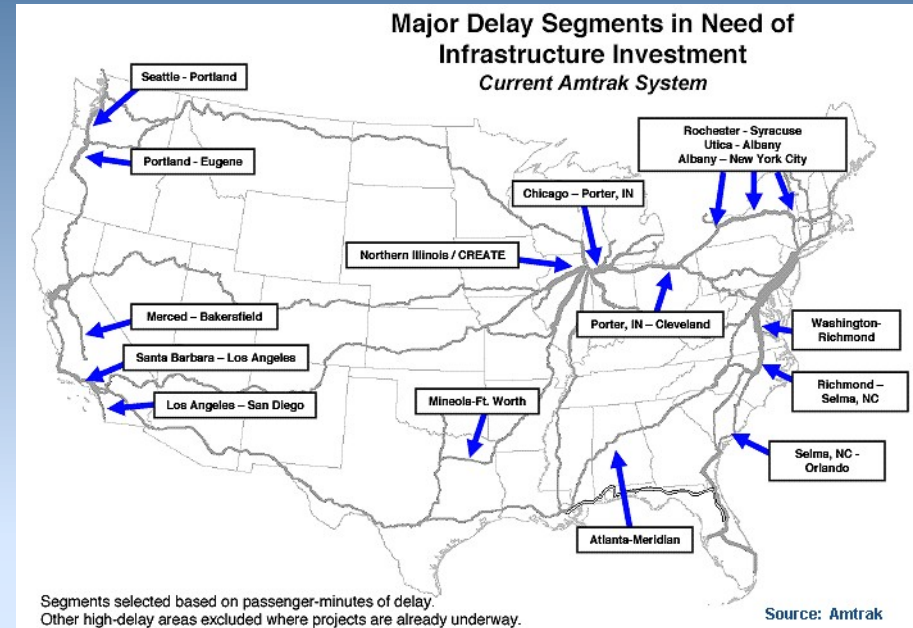 Major Delay Segments in Need of
Infrastructure Investment
Current Amtrak System
Seattle - Portland
Portland - Eugene
Rochester - Syracuse
Utica - Albany
Albany – New York City
Chicago – Porter, IN
Northern Illinois / CREATE
Merced – Bakersfield
Porter, IN – Cleveland
Washington-
Richmond
Santa Barbara – Los Angeles
Los Angeles – San Diego
Mineola-Ft. Worth
Richmond –
Selma, NC
Selma, NC -
Orlando
Atlanta-Meridian
Segments selected based on passenger-minutes of delay.
Other high-delay areas excluded where projects are already underway.
Source: Amtrak